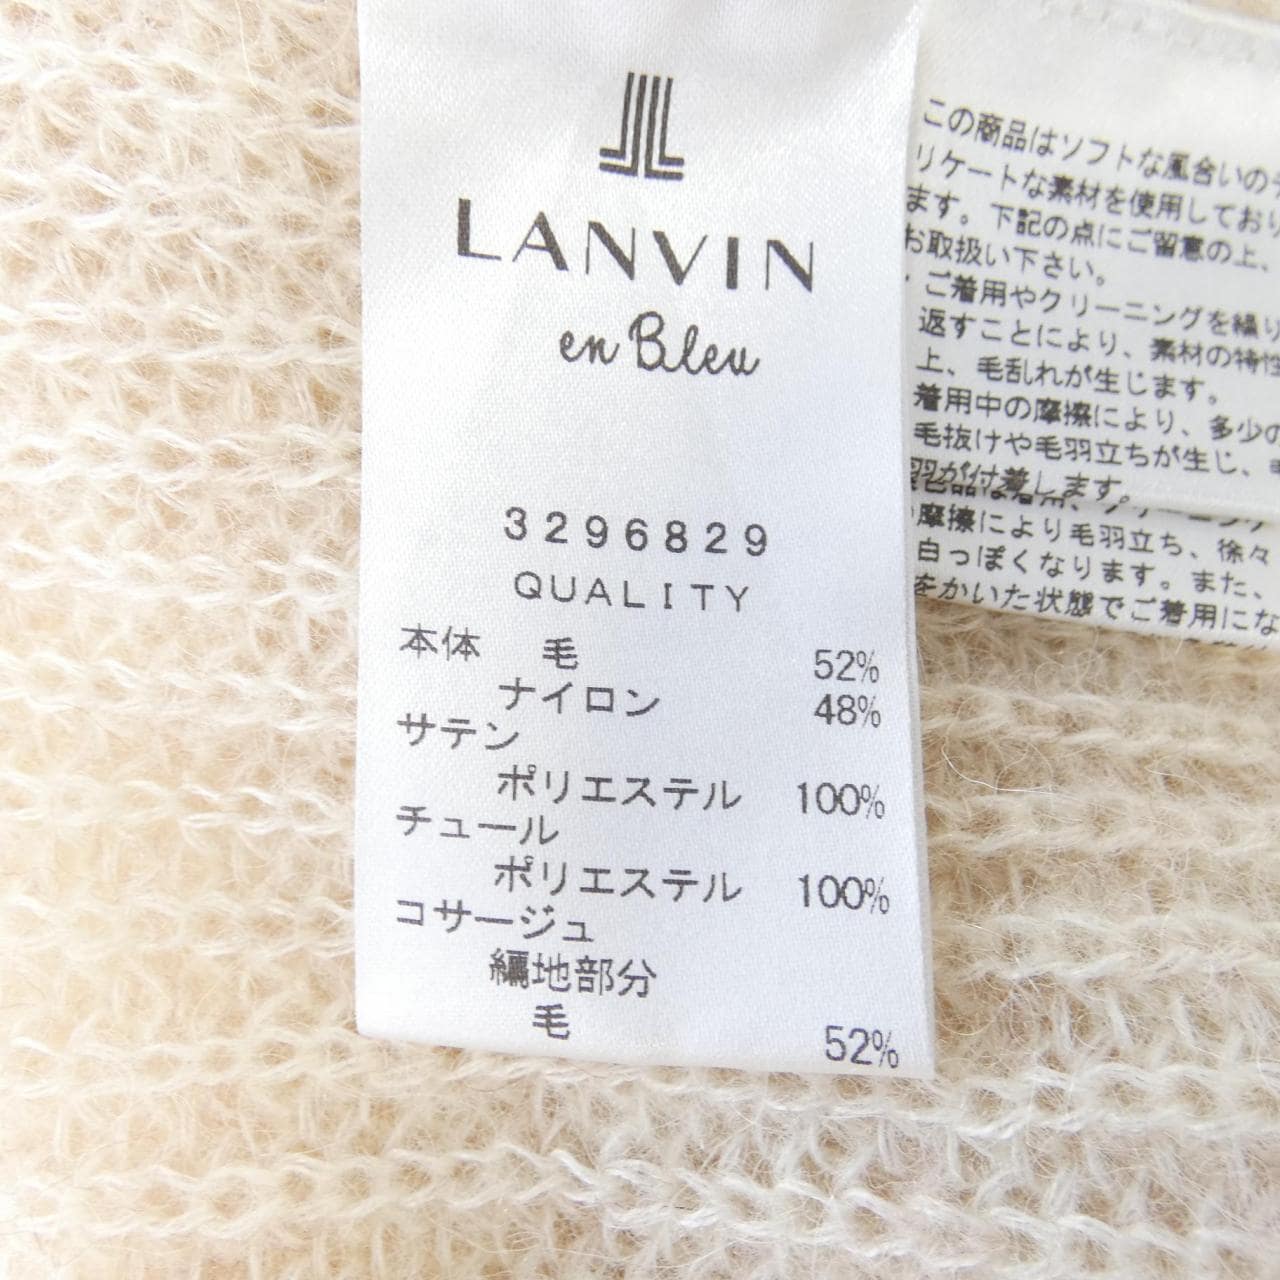 LANVIN
en Bleu
3296829
QUALITY
本体 毛 52%
ナイロン 48%
サテン
ポリエステル 100%
チュール
ポリエステル 100%
コサージュ
編地部分
毛 52%
この商品はソフトな風合いの
リケートな素材を使用しており
ます。下記の点にご留意の上、
お取扱い下さい。
・ご着用やクリーニングを繰り
返すことにより、素材の特性
上、毛乱れが生じます。
着用中の摩擦により、多少の
毛抜けや毛羽立ちが生じ、
羽が付着します。
摩擦により毛羽立ち、徐々
白っぽくなります。また、
をかいた状態でご着用にな